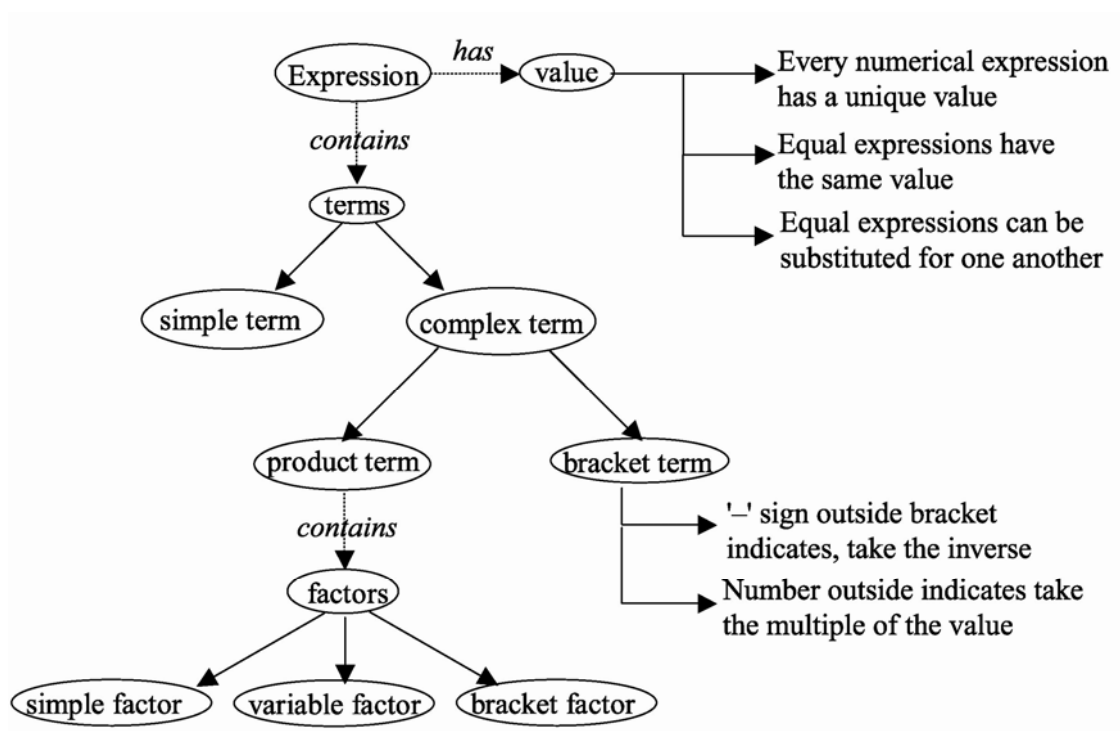 has
Expression
value
Every numerical expression
has a unique value
contains
Equal expressions have
the same value
terms
Equal expressions can be
substituted for one another
simple term
complex term
product term
bracket term
contains
'–' sign outside bracket
indicates, take the inverse
factors
Number outside indicates take
the multiple of the value
simple factor
variable factor
bracket factor